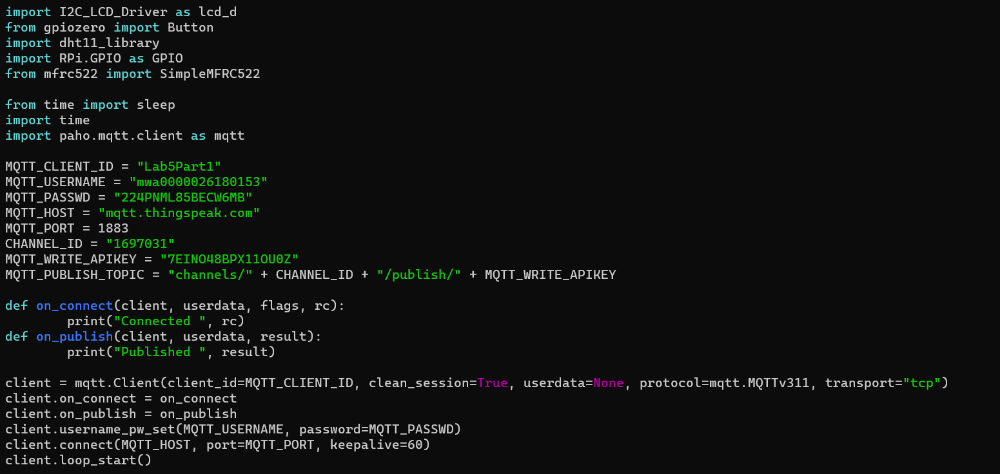 import I2C_LCD_Driver as lcd_d
from gpiozero import Button
import dht11_library
import RPi.GPIO as GPIO
from mfrc522 import SimpleMFRC522

from time import sleep
import time
import paho.mqtt.client as mqtt

MQTT_CLIENT_ID = "Lab5Part1"
MQTT_USERNAME = "mwa0000026180153"
MQTT_PASSWD = "224PNML85BECW6MB"
MQTT_HOST = "mqtt.thingspeak.com"
MQTT_PORT = 1883
CHANNEL_ID = "1697031"
MQTT_WRITE_APIKEY = "7EINO48BPX11OU0Z"
MQTT_PUBLISH_TOPIC = "channels/" + CHANNEL_ID + "/publish/" + MQTT_WRITE_APIKEY

def on_connect(client, userdata, flags, rc):
        print("Connected ", rc)
def on_publish(client, userdata, result):
        print("Published ", result)

client = mqtt.Client(client_id=MQTT_CLIENT_ID, clean_session=True, userdata=None, protocol=mqtt.MQTTv311, transport="tcp")
client.on_connect = on_connect
client.on_publish = on_publish
client.username_pw_set(MQTT_USERNAME, password=MQTT_PASSWD)
client.connect(MQTT_HOST, port=MQTT_PORT, keepalive=60)
client.loop_start()